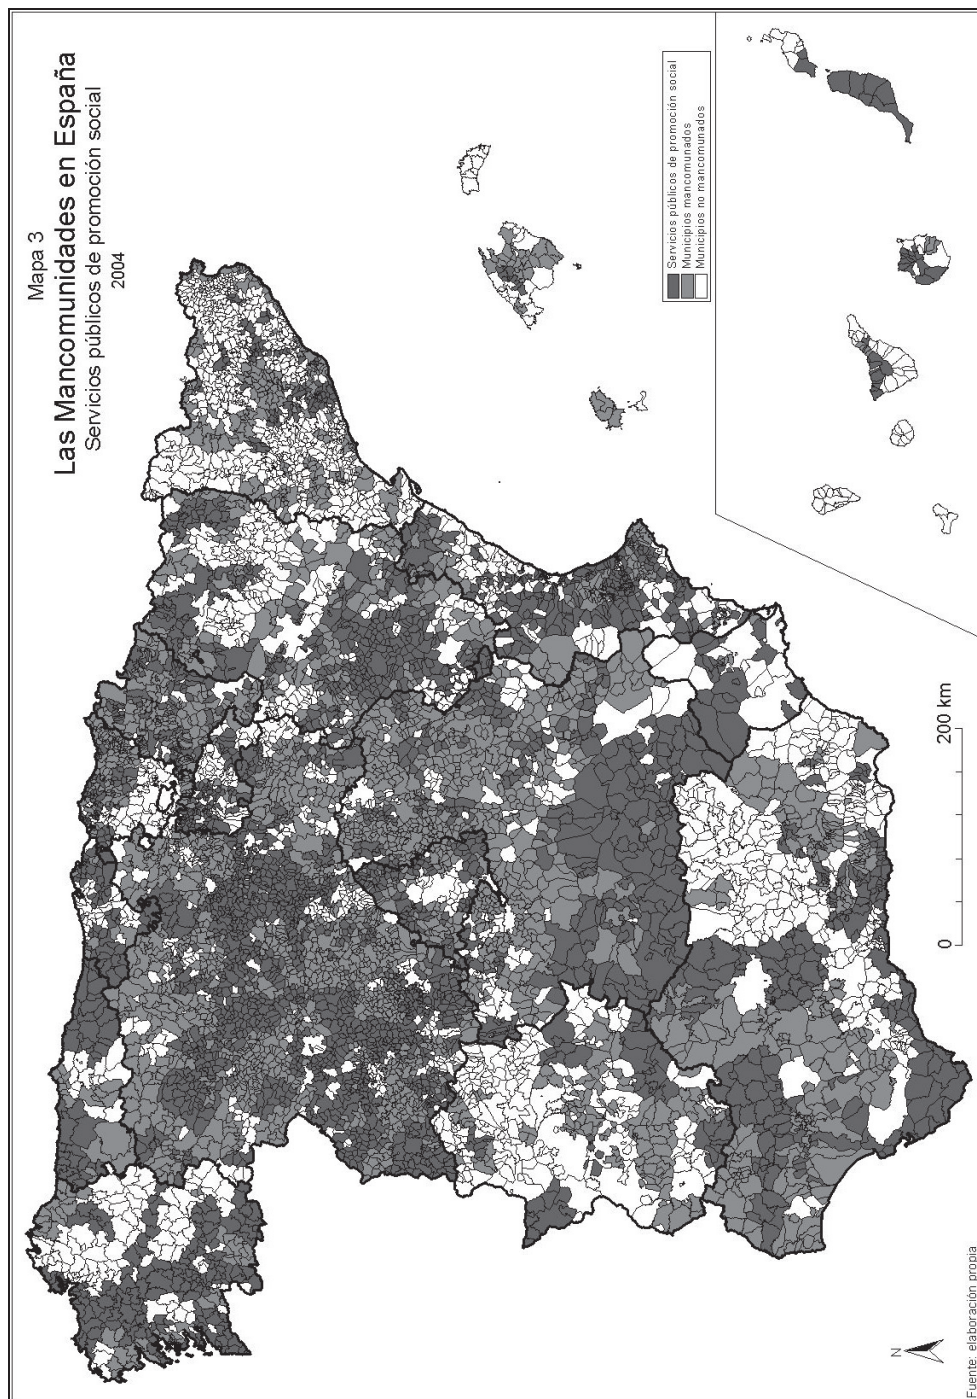 Mapa 3
Las Mancomunidades en España
Servicios públicos de promoción social
2004
Servicios públicos de promoción social
Municipios mancomunados
Municipios no mancomunados
0
200 km
N
Fuente: elaboración propia